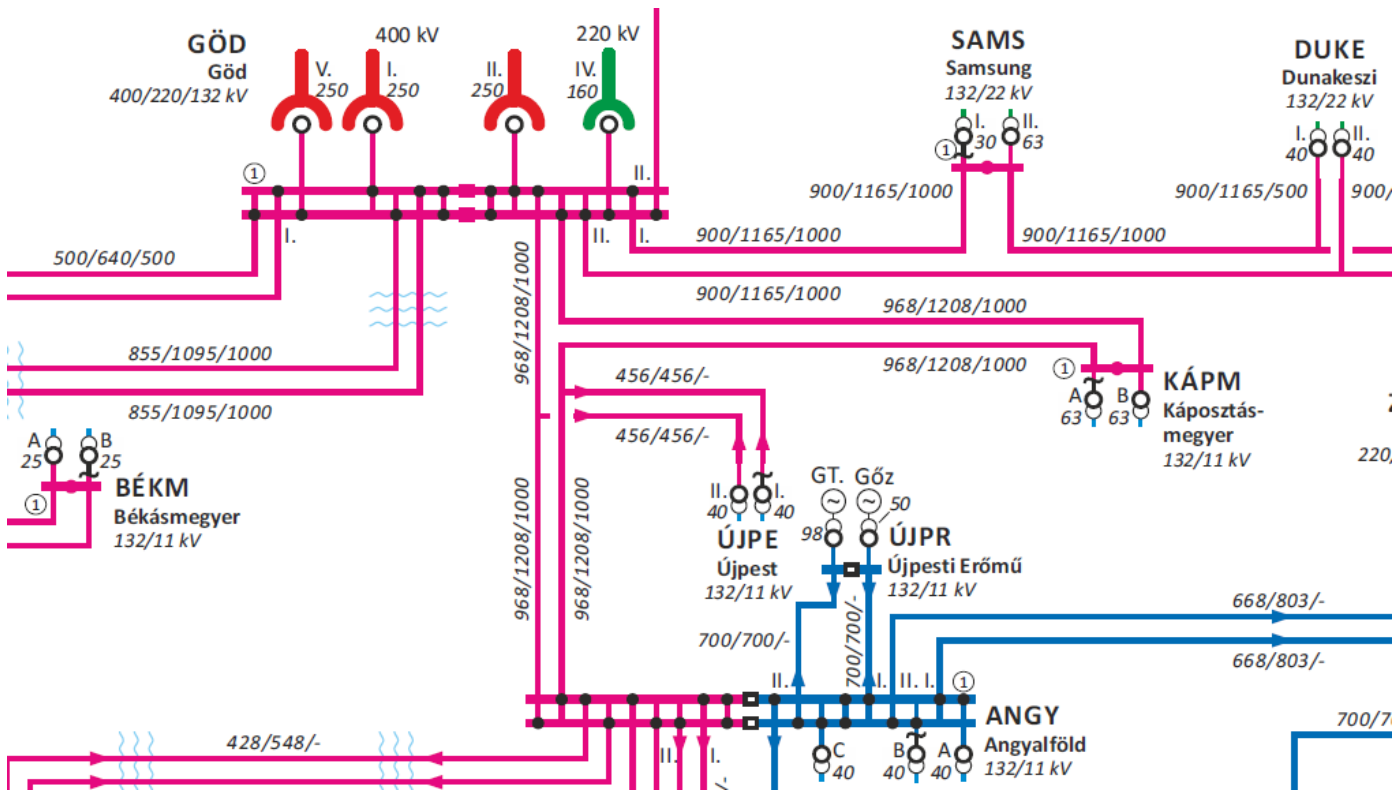 GÖD
Göd
400/220/132 kV
V.
250
400 kV
I.
250
II.
250
220 kV
IV.
160
SAMS
Samsung
132/22 kV
I.
30
II.
63
1
DUKE
Dunakeszi
132/22 kV
I.
40
II.
40
1
II.
I.
II.
I.
900/1165/1000
900/1165/1000
900/1165/1000
900/1165/500
900/
500/640/500
900/1165/1000
968/1208/1000
968/1208/1000
968/1208/1000
855/1095/1000
855/1095/1000
1
KÁPM
Káposztás-
megyer
132/11 kV
A
63
B
63
220/
456/456/-
456/456/-
A
25
B
25
1
BÉKM
Békásmegyer
132/11 kV
968/1208/1000
968/1208/1000
II.
40
I.
40
ÚJPE
Újpest
132/11 kV
GT.
98
Gőz
50
ÚJPR
Újpesti Erőmű
132/11 kV
700/700/-
700/700/-
668/803/-
668/803/-
II.
I.
II.
I.
1
ANGY
Angyalföld
132/11 kV
C
40
B
40
A
40
428/548/-
II.
I.
700/70